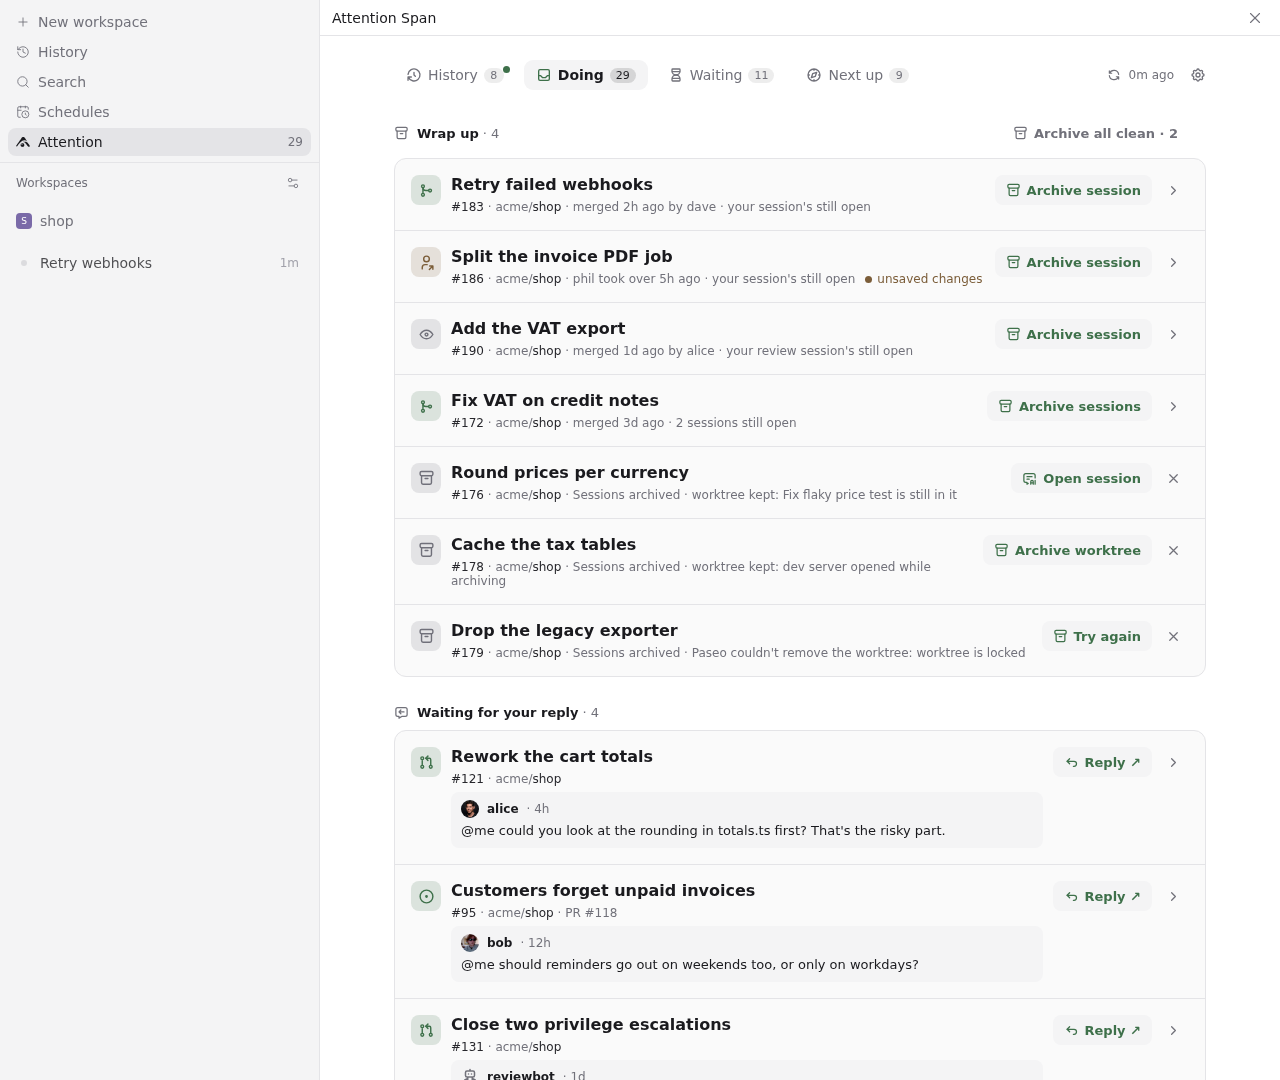 New workspace
History
Search
Schedules
Attention 29
Workspaces
S shop
Retry webhooks 1m
Attention Span
History 8 Doing 29 Waiting 11 Next up 9 0m ago
Wrap up · 4 Archive all clean · 2
Retry failed webhooks
#183 · acme/shop · merged 2h ago by dave · your session's still open
Archive session
Split the invoice PDF job
#186 · acme/shop · phil took over 5h ago · your session's still open ● unsaved changes
Archive session
Add the VAT export
#190 · acme/shop · merged 1d ago by alice · your review session's still open
Archive session
Fix VAT on credit notes
#172 · acme/shop · merged 3d ago · 2 sessions still open
Archive sessions
Round prices per currency
#176 · acme/shop · Sessions archived · worktree kept: Fix flaky price test is still in it
Open session
Cache the tax tables
#178 · acme/shop · Sessions archived · worktree kept: dev server opened while
archiving
Archive worktree
Drop the legacy exporter
#179 · acme/shop · Sessions archived · Paseo couldn't remove the worktree: worktree is locked
Try again
Waiting for your reply · 4
Rework the cart totals
#121 · acme/shop
Reply ↗
alice · 4h
@me could you look at the rounding in totals.ts first? That's the risky part.
Customers forget unpaid invoices
#95 · acme/shop · PR #118
Reply ↗
bob · 12h
@me should reminders go out on weekends too, or only on workdays?
Close two privilege escalations
#131 · acme/shop
Reply ↗
reviewbot · 1d